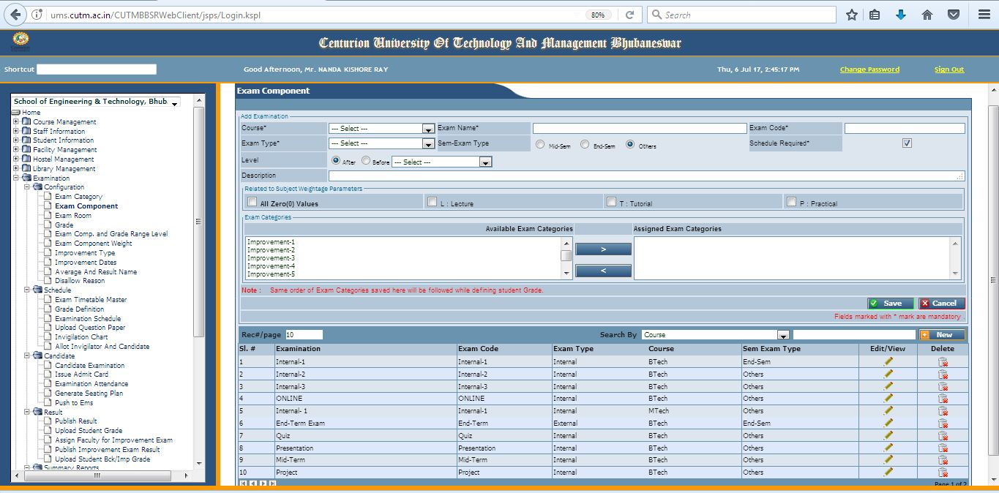 ums.cutm.ac.in/CUTMBBSRWebClient/jsps/Login.kspl 80% Search
Centurion University Of Technology And Management Bhubaneswar
Shortcut Good Afternoon, Mr. NANDA KISHORE RAY Thu, 6 Jul 17, 2:45:17 PM Change Password Sign Out
School of Engineering & Technology, Bhub
Home
Course Management
Staff Information
Student Information
Facility Management
Hostel Management
Library Management
Examination
Configuration
Exam Category
Exam Component
Exam Room
Grade
Exam Comp. and Grade Range Level
Exam Component Weight
Improvement Type
Improvement Dates
Average And Result Name
Disallow Reason
Schedule
Exam Timetable Master
Grade Definition
Examination Schedule
Upload Question Paper
Invigilation Chart
Allot Invigilator And Candidate
Candidate
Candidate Examination
Issue Admit Card
Examination Attendance
Generate Seating Plan
Push to Ems
Result
Publish Result
Upload Student Grade
Assign Faculty for Improvement Exam
Publish Improvement Exam Result
Upload Student Bck/Imp Grade
Summary Reports
Exam Component
Add Examination
Course* --- Select --- Exam Name* Exam Code*
Exam Type* --- Select --- Sem-Exam Type Mid-Sem End-Sem Others Schedule Required*
Level After Before --- Select ---
Description
Related to Subject Weightage Parameters
All Zero(0) Values L : Lecture T : Tutorial P : Practical
Exam Categories
Available Exam Categories Assigned Exam Categories
Improvement-1
Improvement-2
Improvement-3
Improvement-4
Improvement-5
>
<
Note : Same order of Exam Categories saved here will be followed while defining student Grade.
Save Cancel
Fields marked with * mark are mandatory .
Rec#/page 10 Search By Course New
Sl. # Examination Exam Code Exam Type Course Sem Exam Type Edit/View Delete
1 Internal-1 Internal-1 Internal BTech End-Sem
2 Internal-2 Internal-2 Internal BTech Others
3 Internal-3 Internal-3 Internal BTech Others
4 ONLINE ONLINE Internal BTech Others
5 Internal- 1 Internal-1 Internal MTech Others
6 End-Term Exam End-Term External BTech End-Sem
7 Quiz Quiz Internal BTech Others
8 Presentation Presentation Internal BTech Others
9 Mid-Term Mid-Term Internal BTech Others
10 Project Project Internal BTech Others
Page 1 of 2